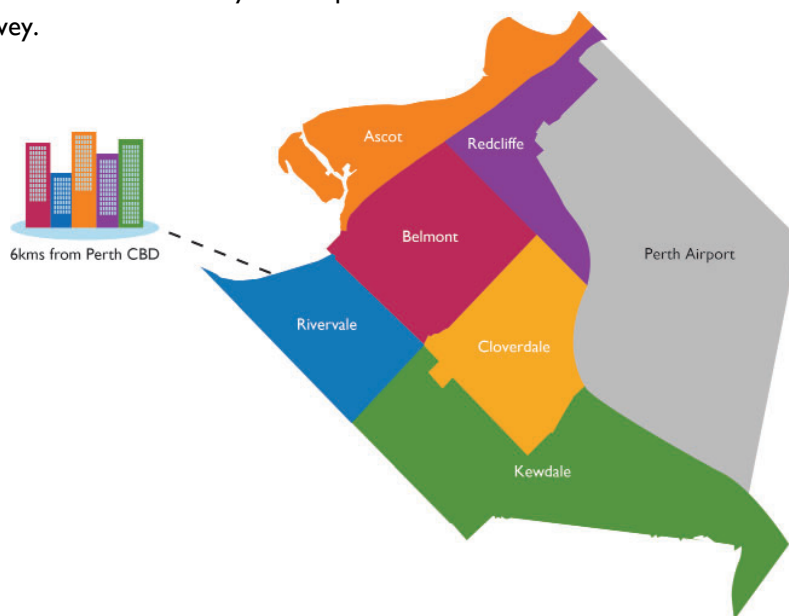 vey.
Ascot
Redcliffe
Belmont
6kms from Perth CBD
Perth Airport
Rivervale
Cloverdale
Kewdale